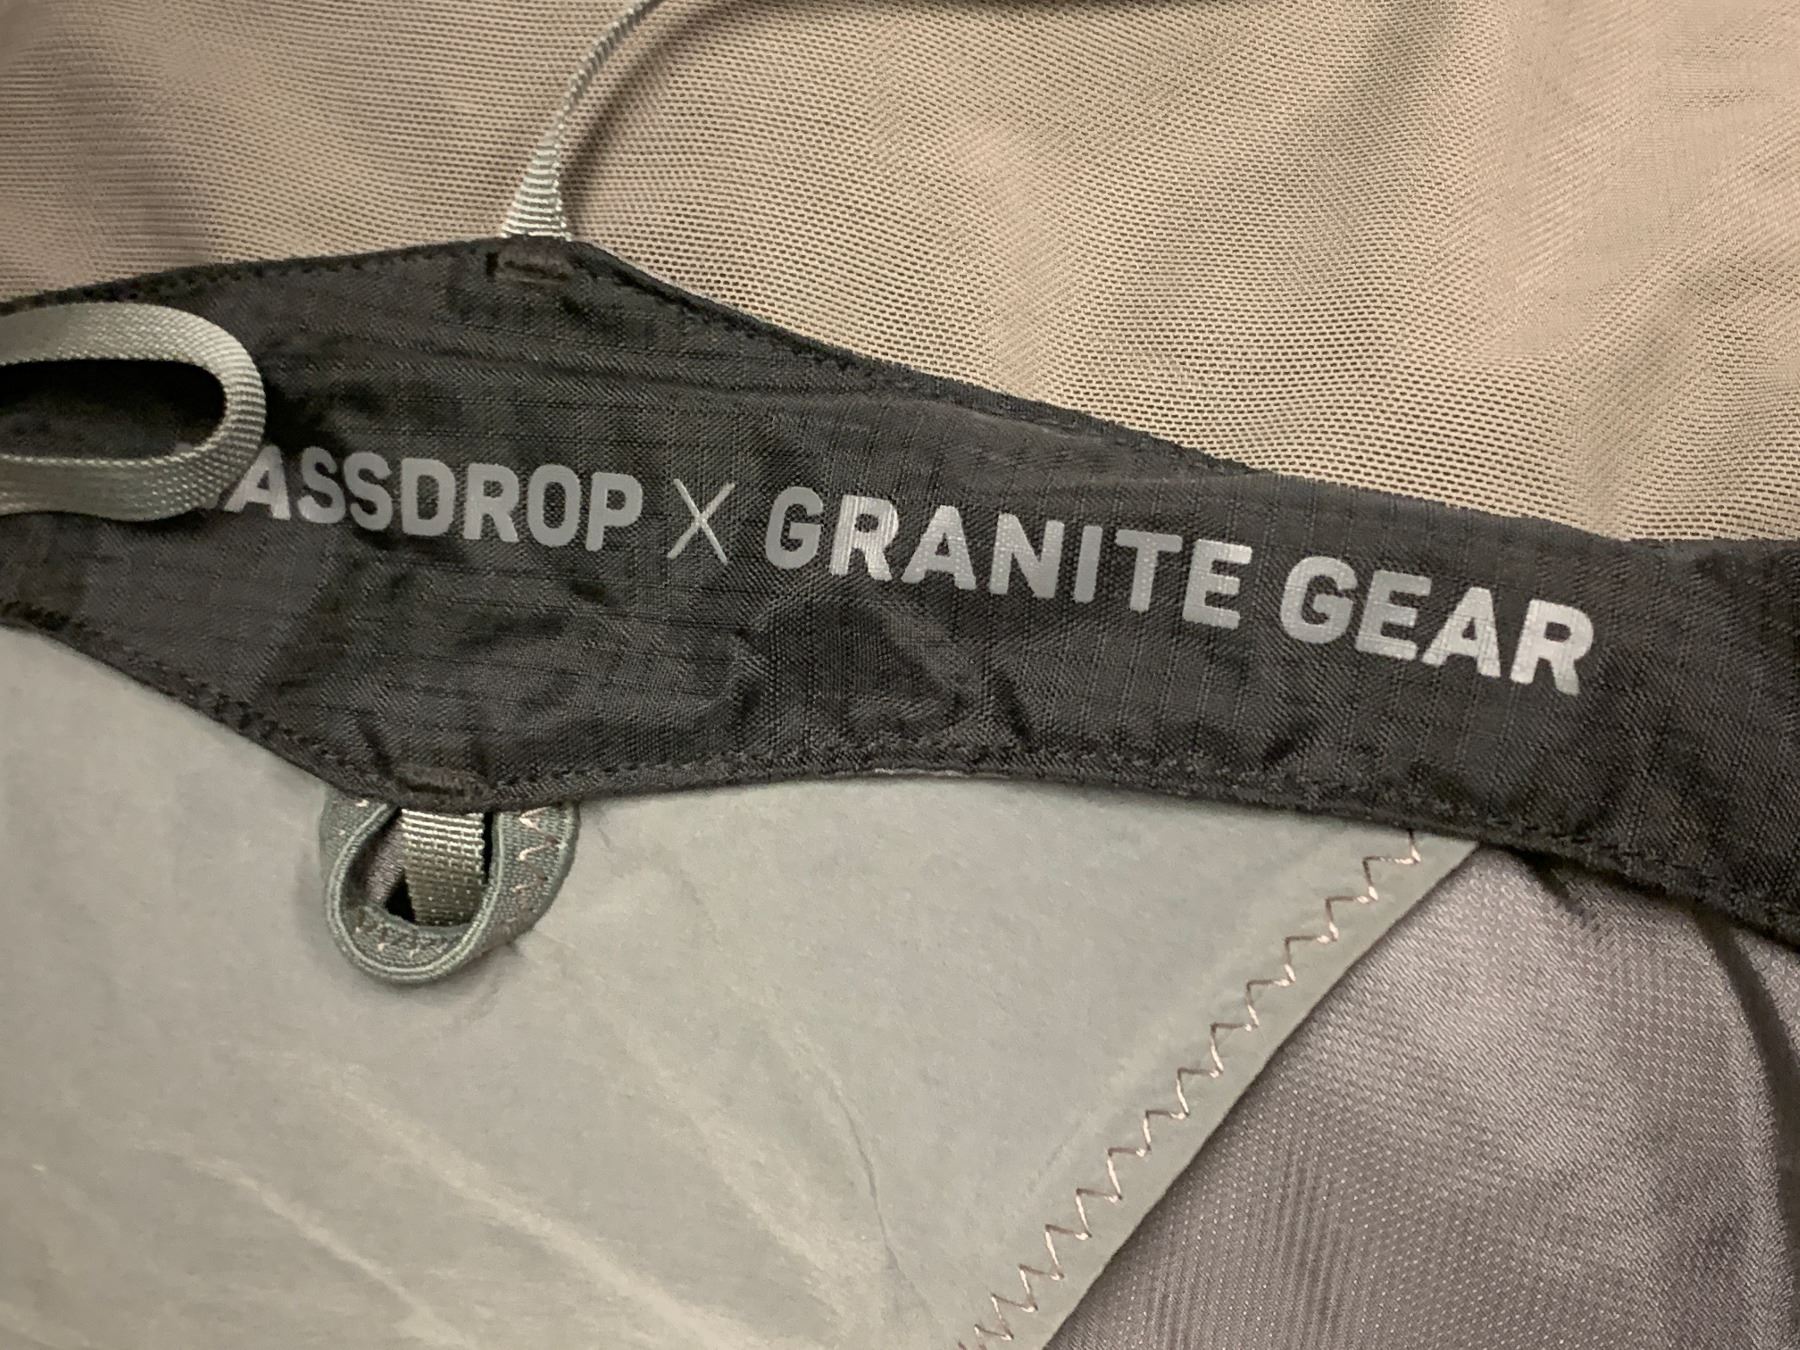 ASSDROP X GRANITE GEAR